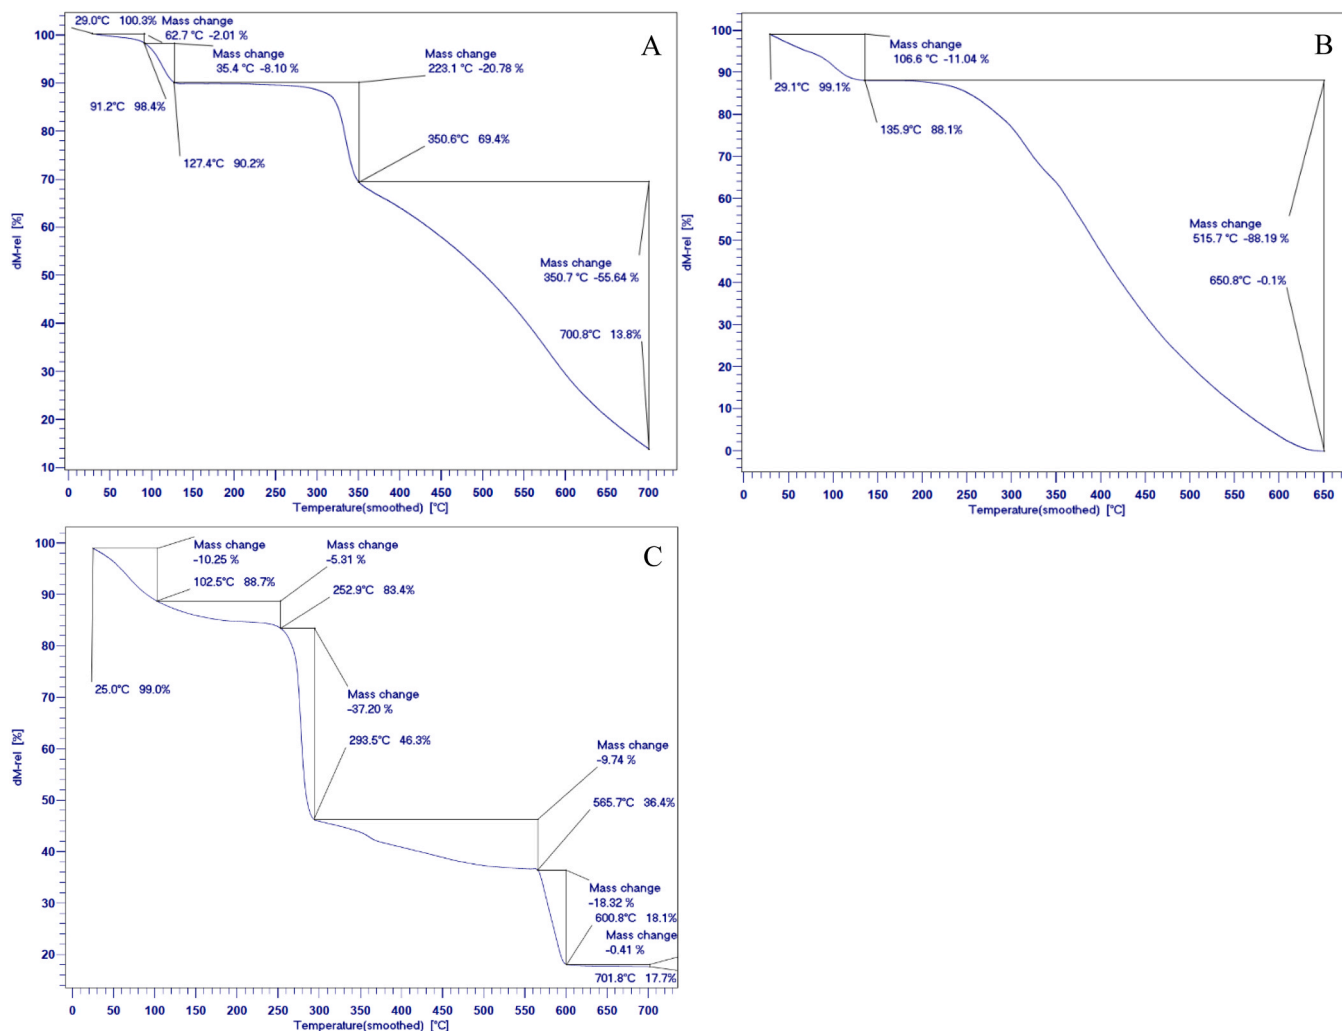 A
29.0°C 100.3% Mass change
62.7 °C -2.01 %
Mass change
35.4 °C -8.10 %
Mass change
223.1 °C -20.78 %
91.2°C 98.4%
127.4°C 90.2%
350.6°C 69.4%
Mass change
350.7 °C -55.64 %
700.8°C 13.8%
dM-rel [%]
100
90
80
70
60
50
40
30
20
10
0 50 100 150 200 250 300 350 400 450 500 550 600 650 700
Temperature(smoothed) [°C]
B
Mass change
106.6 °C -11.04 %
29.1°C 99.1%
135.9°C 88.1%
Mass change
515.7 °C -88.19 %
650.8°C -0.1%
dM-rel [%]
100
90
80
70
60
50
40
30
20
10
0
0 50 100 150 200 250 300 350 400 450 500 550 600 650
Temperature(smoothed) [°C]
C
Mass change
-10.25 %
Mass change
-5.31 %
102.5°C 88.7%
252.9°C 83.4%
25.0°C 99.0%
Mass change
-37.20 %
293.5°C 46.3%
Mass change
-9.74 %
565.7°C 36.4%
Mass change
-18.32 %
600.8°C 18.1%
Mass change
-0.41 %
701.8°C 17.7%
dM-rel [%]
100
90
80
70
60
50
40
30
20
0 50 100 150 200 250 300 350 400 450 500 550 600 650 700
Temperature(smoothed) [°C]